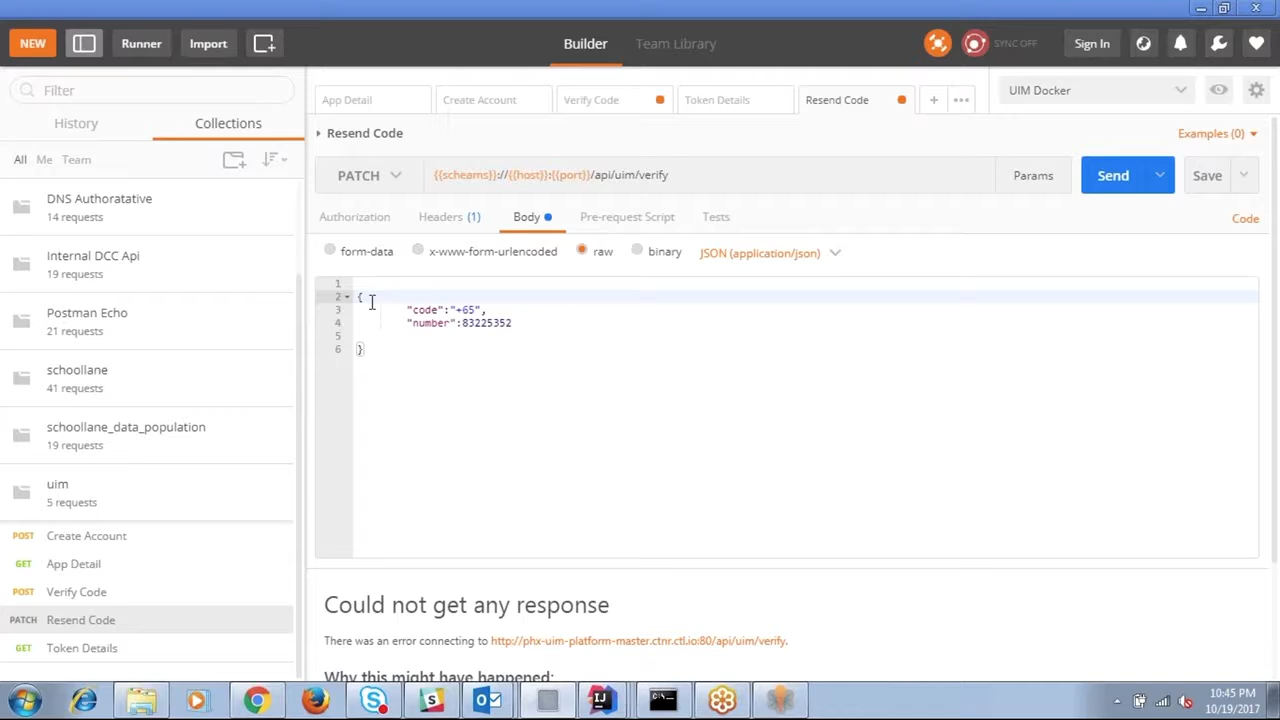 NEW
Runner
Import
Builder
Team Library
SYNC OFF
Sign In
Filter
History
Collections
All Me Team
DNS Authoratative
14 requests
Internal DCC Api
19 requests
Postman Echo
21 requests
schoollane
41 requests
schoollane_data_population
19 requests
uim
5 requests
POST Create Account
GET App Detail
POST Verify Code
PATCH Resend Code
GET Token Details
App Detail
Create Account
Verify Code
Token Details
Resend Code
+ •••
UIM Docker
Resend Code
Examples (0)
PATCH
{{scheams}}://{{host}}:{{port}}/api/uim/verify
Params
Send
Save
Authorization
Headers (1)
Body
Pre-request Script
Tests
Code
form-data
x-www-form-urlencoded
raw
binary
JSON (application/json)
1
2 {
3 "code":"+65",
4 "number":83225352
5
6 }
Could not get any response
There was an error connecting to http://phx-uim-platform-master.ctnr.ctl.io:80/api/uim/verify.
Why this might have happened:
10:45 PM
10/19/2017